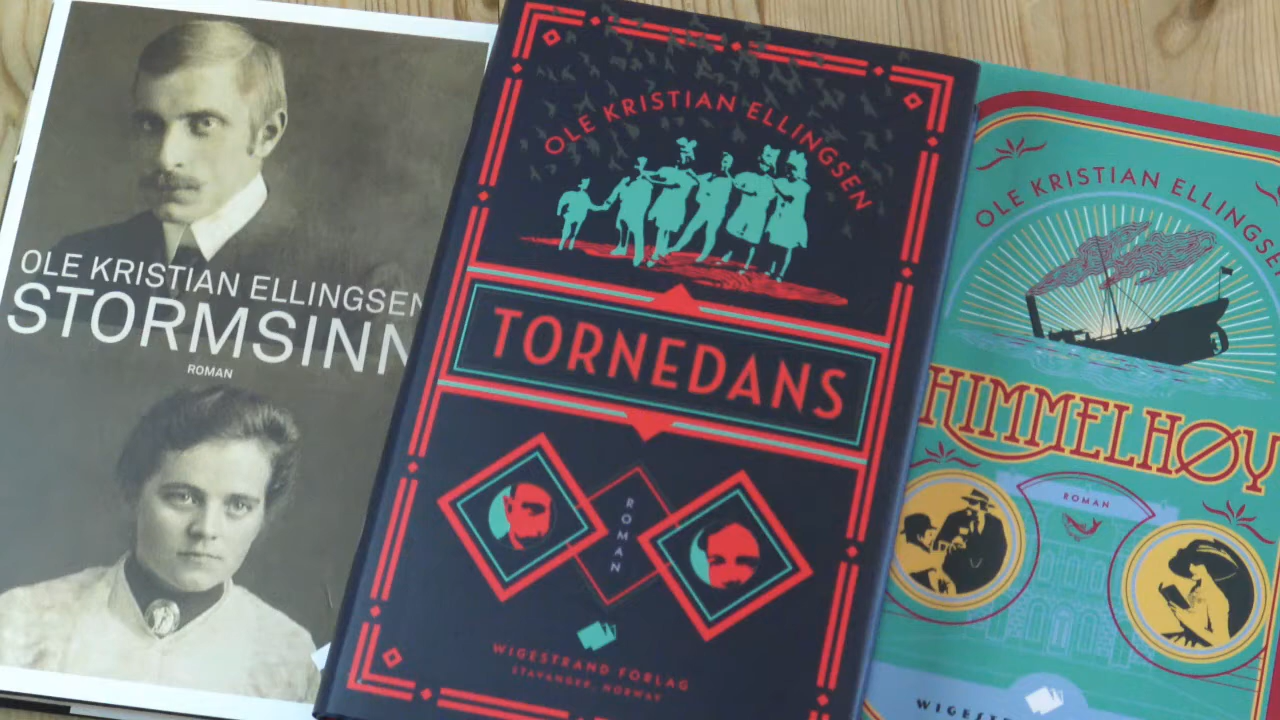 OLE KRISTIAN ELLINGSEN
STORMSINN
ROMAN
OLE KRISTIAN ELLINGSEN
TORNEDANS
ROMAN
WIGESTRAND FORLAG
STAVANGER, NORWAY
OLE KRISTIAN ELLINGSE
HIMMELHØY
ROMAN
WIGEST